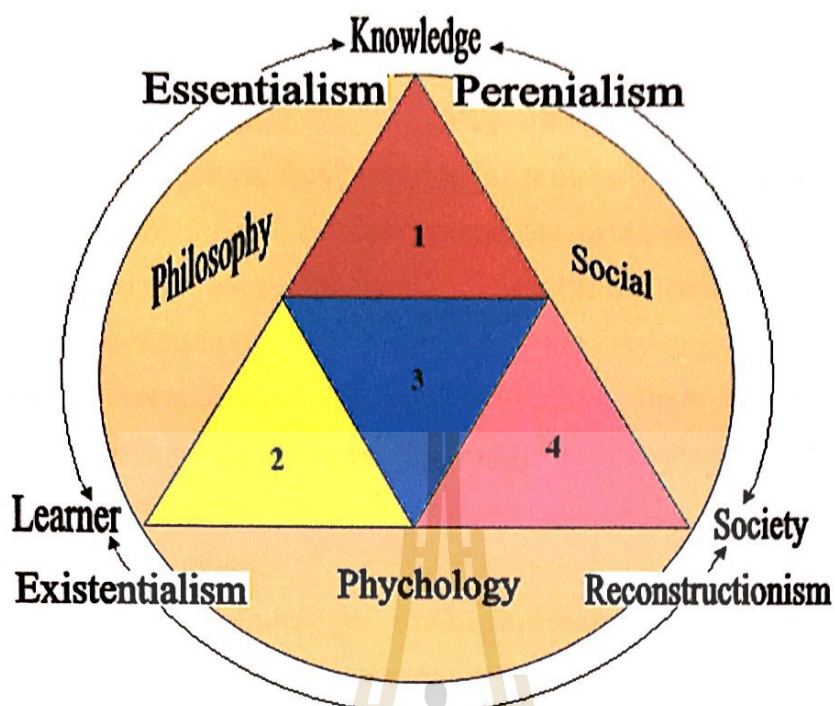 Knowledge
Essentialism Perenialism
Philosophy
1
Social
3
2
4
Learner
Society
Existentialism
Phychology
Reconstructionism